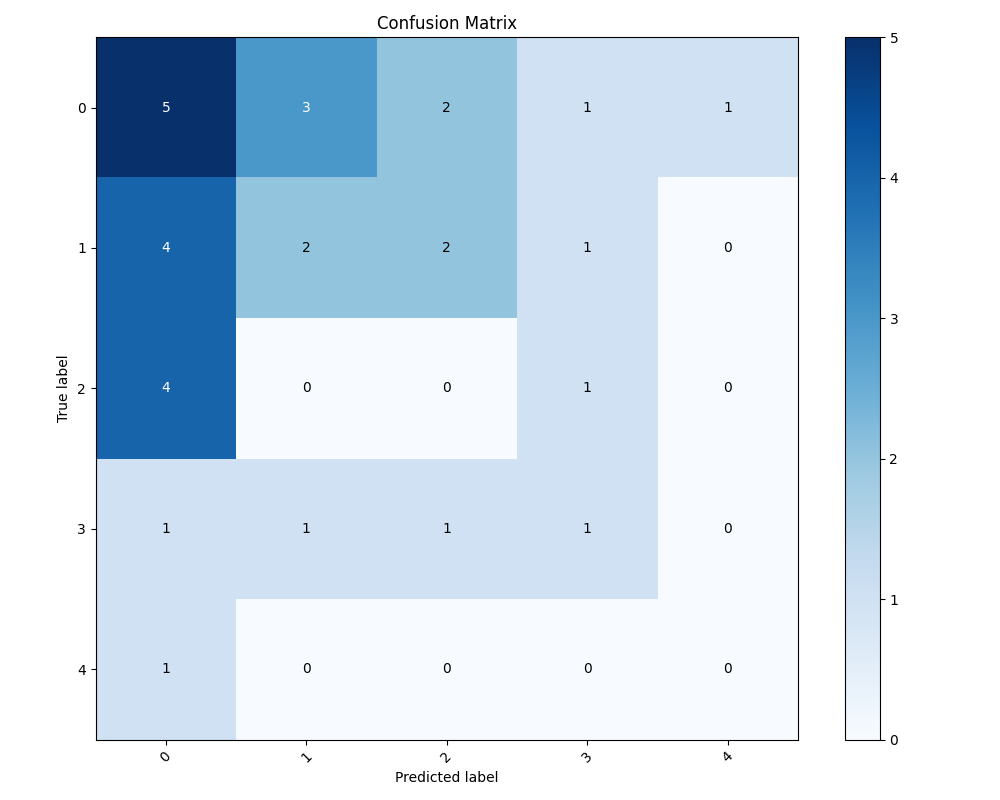 Confusion Matrix
0 5 3 2 1 1
1 4 2 2 1 0
2 4 0 0 1 0
3 1 1 1 1 0
4 1 0 0 0 0
0 1 2 3 4
True label
Predicted label
5
4
3
2
1
0